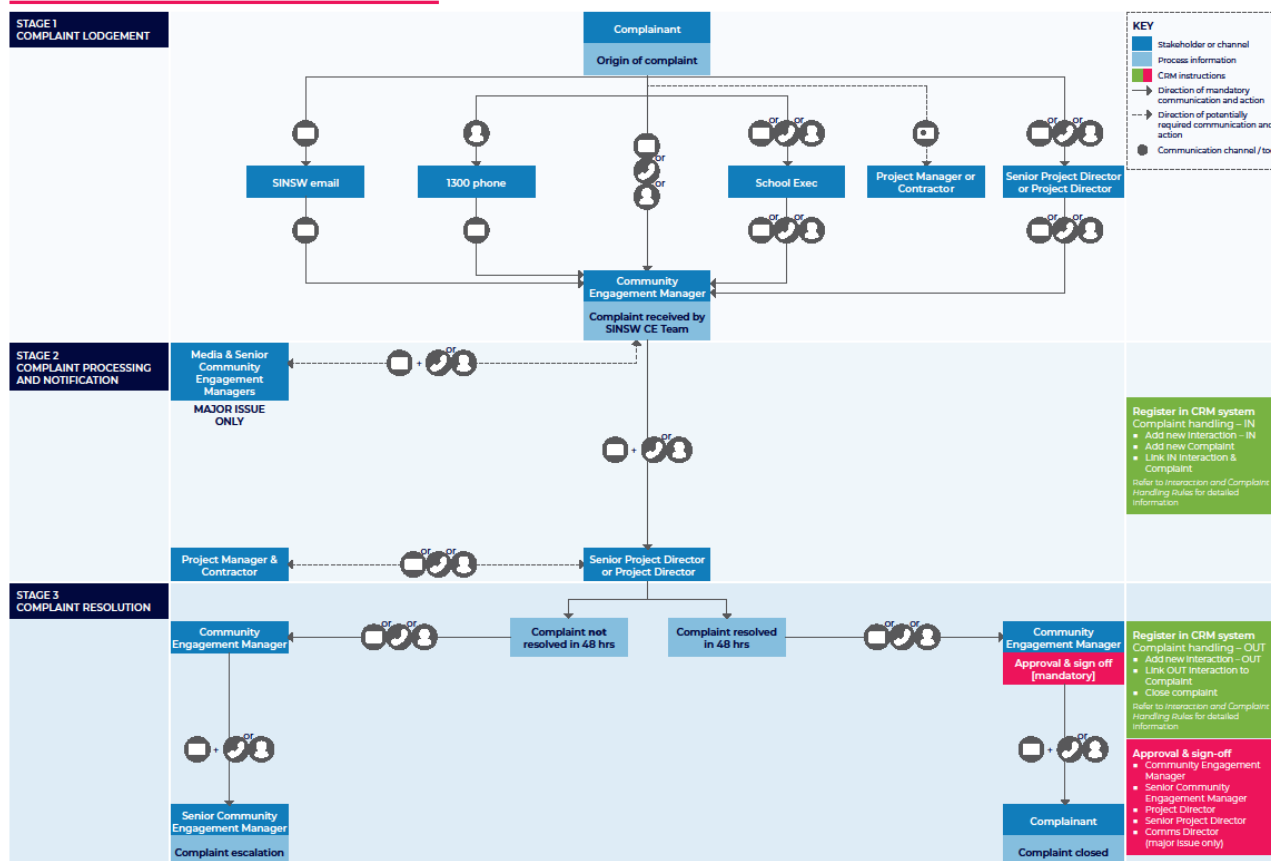 STAGE 1
COMPLAINT LODGEMENT
Complainant
Origin of complaint
KEY
Stakeholder or channel
Process information
CRM instructions
Direction of mandatory
communication and action
Direction of potentially
required communication and
action
Communication channel /
or
or
or
or
or
or
or
or
SINSW email
1300 phone
School Exec
Project Manager or
Contractor
Senior Project Director
or Project Director
or
or
or
or
Community
Engagement Manager
Complaint received by
SINSW CE Team
STAGE 2
COMPLAINT PROCESSING
AND NOTIFICATION
Media & Senior
Community
Engagement
Managers
MAJOR ISSUE
ONLY
+
or
+
or
Register in CRM system
Complaint handling – IN
▪ Add new Interaction – IN
▪ Add new Complaint
▪ Link IN Interaction &
Complaint
Refer to Interaction and Complaint
Handling Rules for detailed
information
Project Manager &
Contractor
or
or
Senior Project Director
or Project Director
STAGE 3
COMPLAINT RESOLUTION
Community
Engagement Manager
or
or
Complaint not
resolved in 48 hrs
Complaint resolved
in 48 hrs
or
or
Community
Engagement Manager
Approval & sign off
[mandatory]
Register in CRM system
Complaint handling – OUT
▪ Add new Interaction – OUT
▪ Link OUT Interaction to
Complaint
▪ Close complaint
Refer to Interaction and Complaint
Handling Rules for detailed
information
+
or
+
or
Approval & sign-off
▪ Community Engagement
Manager
▪ Senior Community
Engagement Manager
▪ Project Director
▪ Senior Project Director
▪ Comms Director
(major issue only)
Senior Community
Engagement Manager
Complaint escalation
Complainant
Complaint closed